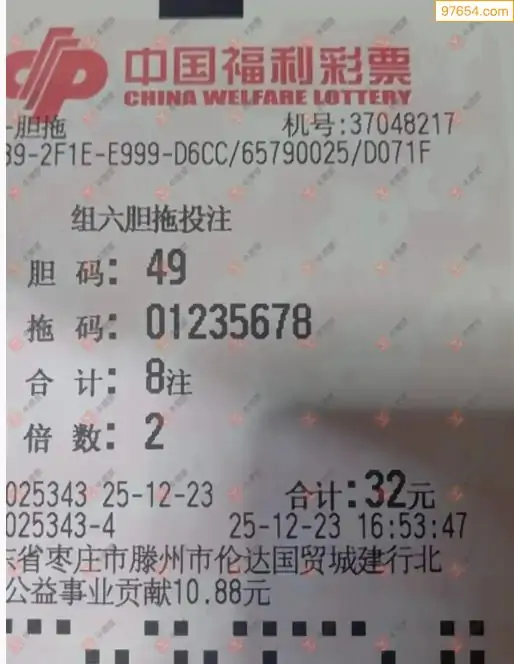 97654.com
中国福利彩票
CHINA WELFARE LOTTERY
-胆拖 机号:37048217
39-2F1E-E999-D6CC/65790025/D071F
组六胆拖投注
胆 码: 49
拖 码: 01235678
合 计: 8注
倍 数: 2
025343 25-12-23 合计:32元
025343-4 25-12-23 16:53:47
东省枣庄市滕州市伦达国贸城建行北
公益事业贡献10.88元